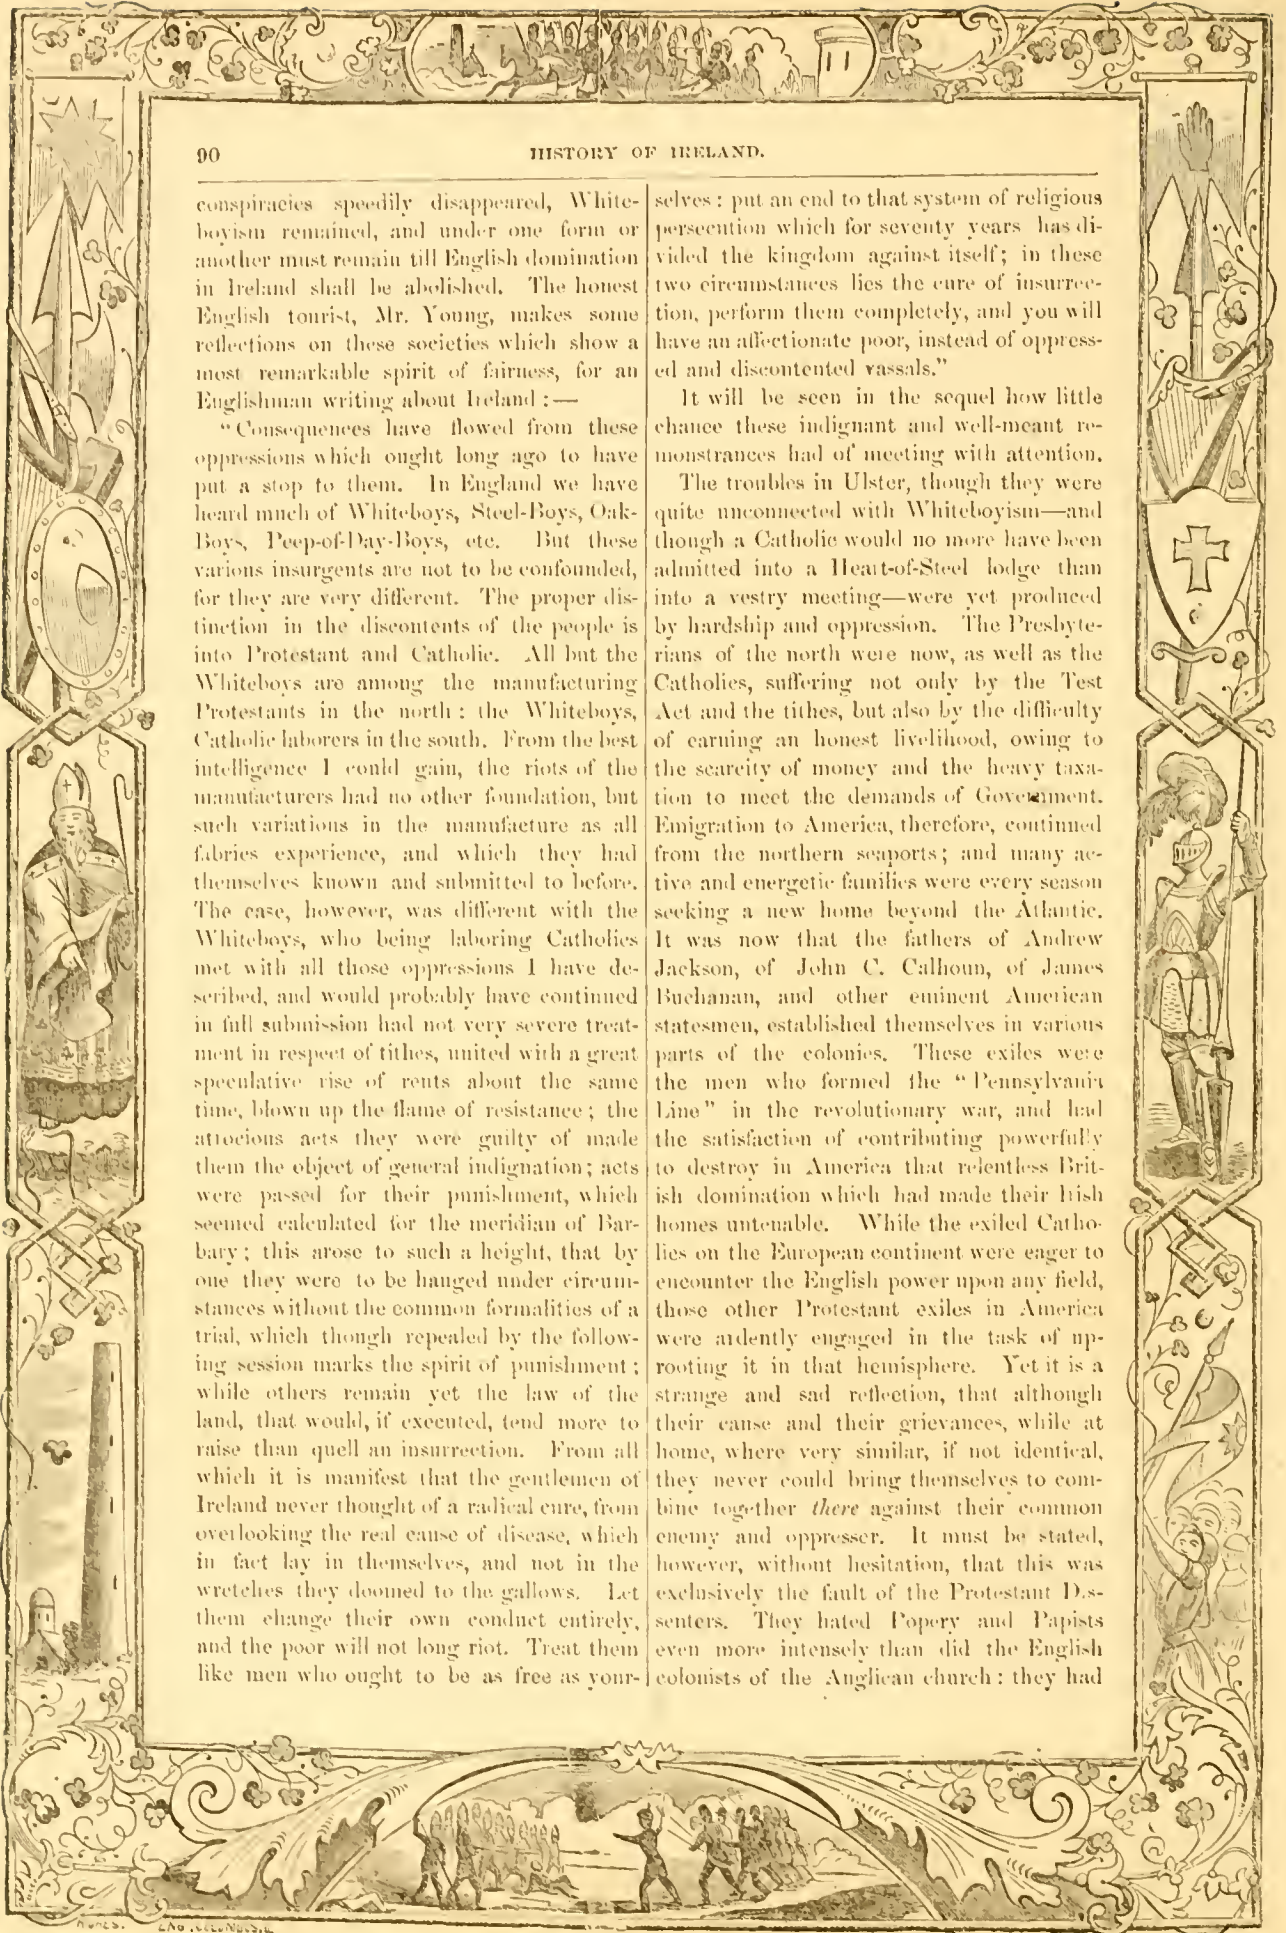 90
HISTORY OF IRELAND.
conspiracies speedily disappeared, White-
boyism remained, and under one form or
another must remain till English domination
in Ireland shall be abolished. The honest
English tourist, Mr. Young, makes some
reflections on these societies which show a
most remarkable spirit of fairness, for an
Englishman writing about Ireland :—
"Consequences have flowed from these
oppressions which ought long ago to have
put a stop to them. In England we have
heard much of Whiteboys, Steel-Boys, Oak-
Boys, Peep-of-Day-Boys, etc. But these
various insurgents are not to be confounded,
for they are very different. The proper dis-
tinction in the discontents of the people is
into Protestant and Catholic. All but the
Whiteboys are among the manufacturing
Protestants in the north : the Whiteboys,
Catholic laborers in the south. From the best
intelligence I could gain, the riots of the
manufacturers had no other foundation, but
such variations in the manufacture as all
fabrics experience, and which they had
themselves known and submitted to before.
The case, however, was different with the
Whiteboys, who being laboring Catholics
met with all those oppressions I have de-
scribed, and would probably have continued
in full submission had not very severe treat-
ment in respect of tithes, united with a great
speculative rise of rents about the same
time, blown up the flame of resistance ; the
atrocious acts they were guilty of made
them the object of general indignation ; acts
were passed for their punishment, which
seemed calculated for the meridian of Bar-
bary ; this arose to such a height, that by
one they were to be hanged under circum-
stances without the common formalities of a
trial, which though repealed by the follow-
ing session marks the spirit of punishment ;
while others remain yet the law of the
land, that would, if executed, tend more to
raise than quell an insurrection. From all
which it is manifest that the gentlemen of
Ireland never thought of a radical cure, from
overlooking the real cause of disease, which
in fact lay in themselves, and not in the
wretches they doomed to the gallows. Let
them change their own conduct entirely,
and the poor will not long riot. Treat them
like men who ought to be as free as your-
selves : put an end to that system of religious
persecution which for seventy years has di-
vided the kingdom against itself ; in these
two circumstances lies the cure of insurrec-
tion, perform them completely, and you will
have an affectionate poor, instead of oppress-
ed and discontented vassals."
It will be seen in the sequel how little
chance these indignant and well-meant re-
monstrances had of meeting with attention.
The troubles in Ulster, though they were
quite unconnected with Whiteboyism—and
though a Catholic would no more have been
admitted into a Heart-of-Steel lodge than
into a vestry meeting—were yet produced
by hardship and oppression. The Presbyte-
rians of the north were now, as well as the
Catholics, suffering not only by the Test
Act and the tithes, but also by the difficulty
of earning an honest livelihood, owing to
the scarcity of money and the heavy taxa-
tion to meet the demands of Government.
Emigration to America, therefore, continued
from the northern seaports ; and many ac-
tive and energetic families were every season
seeking a new home beyond the Atlantic.
It was now that the fathers of Andrew
Jackson, of John C. Calhoun, of James
Buchanan, and other eminent American
statesmen, established themselves in various
parts of the colonies. These exiles were
the men who formed the "Pennsylvania
Line" in the revolutionary war, and had
the satisfaction of contributing powerfully
to destroy in America that relentless Brit-
ish domination which had made their Irish
homes untenable. While the exiled Catho-
lics on the European continent were eager to
encounter the English power upon any field,
those other Protestant exiles in America
were ardently engaged in the task of up-
rooting it in that hemisphere. Yet it is a
strange and sad reflection, that although
their cause and their grievances, while at
home, where very similar, if not identical,
they never could bring themselves to com-
bine together there against their common
enemy and oppresser. It must be stated,
however, without hesitation, that this was
exclusively the fault of the Protestant Dis-
senters. They hated Popery and Papists
even more intensely than did the English
colonists of the Anglican church : they had